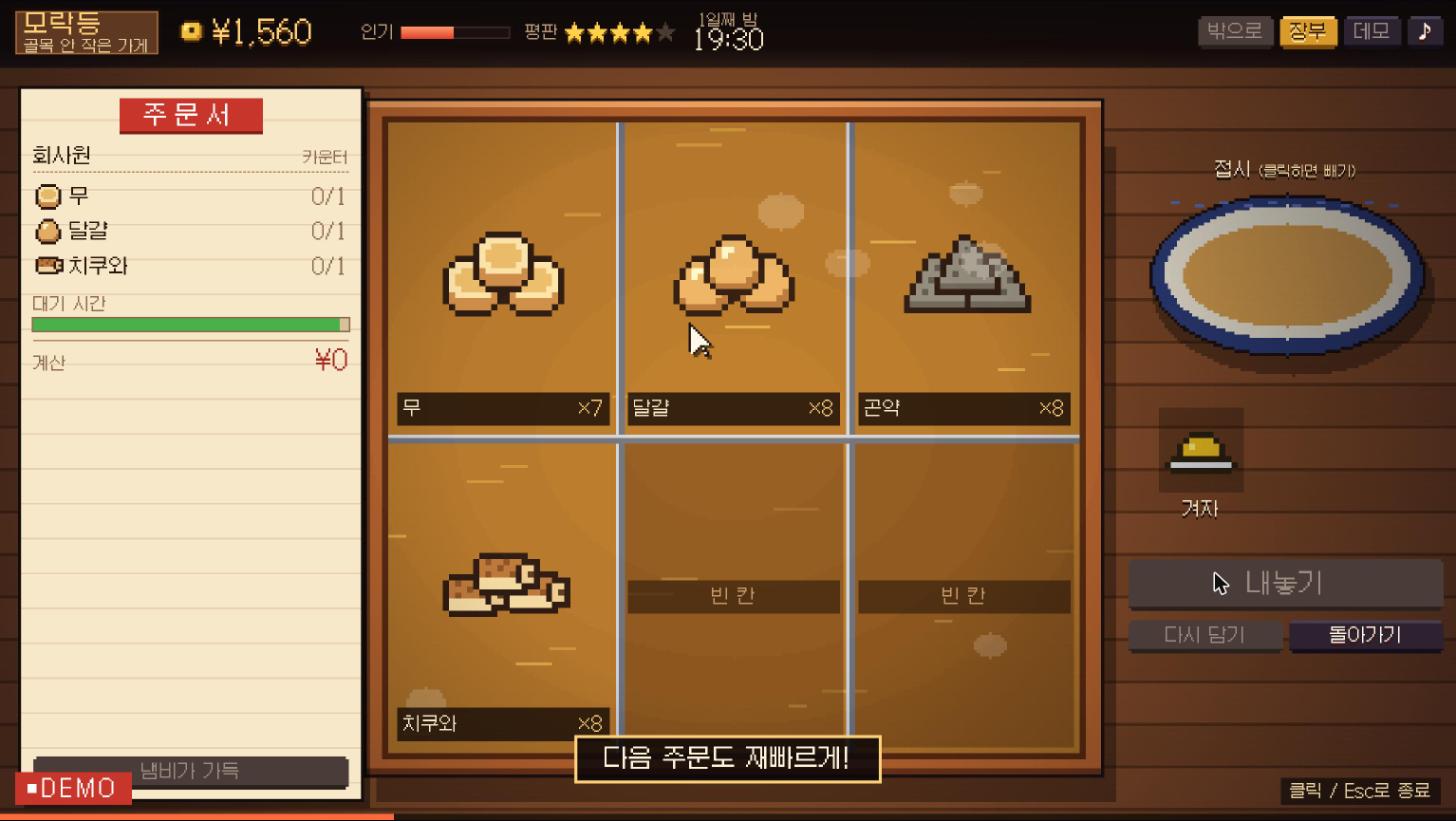 모락등
골목 안 작은 가게
¥1,560
인기
평판 ★★★★★
1일째 밤
19:30
밖으로
장부
데모
♪
주문서
회사원 카운터
무 0/1
달걀 0/1
치쿠와 0/1
대기 시간
계산 ¥0
냄비가 가득
■DEMO
무 ×7
달걀 ×8
곤약 ×8
치쿠와 ×8
빈 칸
빈 칸
다음 주문도 재빠르게!
접시 (클릭하면 빼기)
겨자
내놓기
다시 담기
돌아가기
클릭 / Esc로 종료